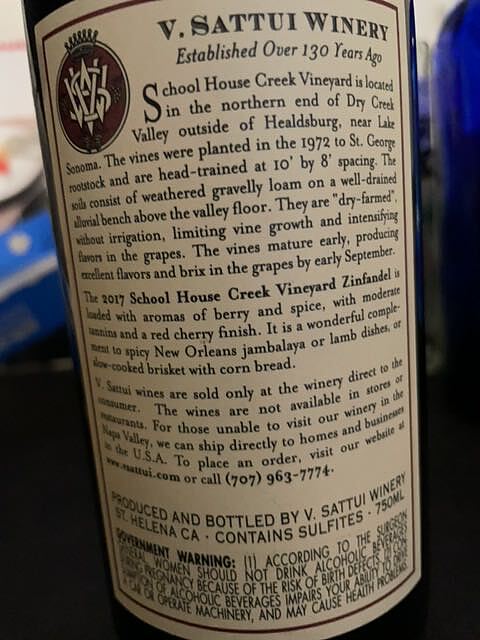 V. SATTUI WINERY
Established Over 130 Years Ago
School House Creek Vineyard is located
in the northern end of Dry Creek
Valley outside of Healdsburg, near Lake
Sonoma. The vines were planted in the 1972 to St. George
rootstock and are head-trained at 10' by 8' spacing. The
soils consist of weathered gravelly loam on a well-drained
alluvial bench above the valley floor. They are "dry-farmed",
without irrigation, limiting vine growth and intensifying
flavors in the grapes. The vines mature early, producing
excellent flavors and brix in the grapes by early September.
The 2017 School House Creek Vineyard Zinfandel is
loaded with aromas of berry and spice, with moderate
tannins and a red cherry finish. It is a wonderful comple-
ment to spicy New Orleans jambalaya or lamb dishes, or
slow-cooked brisket with corn bread.
V. Sattui wines are sold only at the winery direct to the
consumer. The wines are not available in stores or
restaurants. For those unable to visit our winery in the
Napa Valley, we can ship directly to homes and businesses
in the U.S.A. To place an order, visit our website at
www.vsattui.com or call (707) 963-7774.
PRODUCED AND BOTTLED BY V. SATTUI WINERY
ST. HELENA CA · CONTAINS SULFITES · 750ML
GOVERNMENT WARNING: (1) ACCORDING TO THE SURGEON
GENERAL, WOMEN SHOULD NOT DRINK ALCOHOLIC BEVERAGES
DURING PREGNANCY BECAUSE OF THE RISK OF BIRTH DEFECTS. (2) CON-
SUMPTION OF ALCOHOLIC BEVERAGES IMPAIRS YOUR ABILITY TO DRIVE
A CAR OR OPERATE MACHINERY, AND MAY CAUSE HEALTH PROBLEMS.